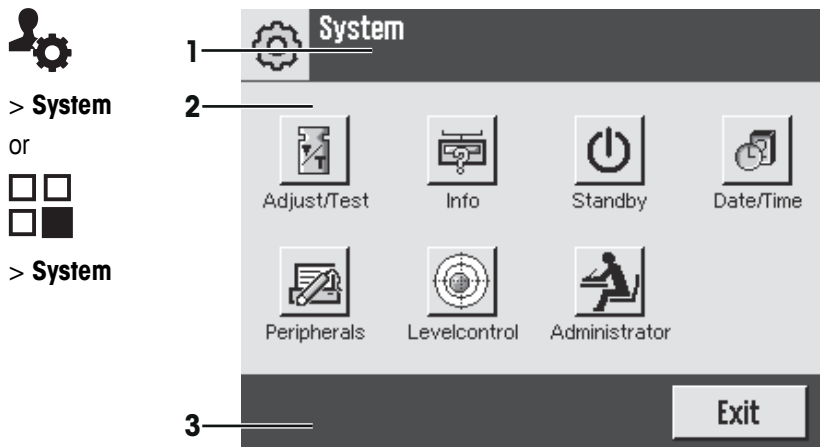 > System
or
> System
1
2
3
System
Adjust/Test
Info
Standby
Date/Time
Peripherals
Levelcontrol
Administrator
Exit